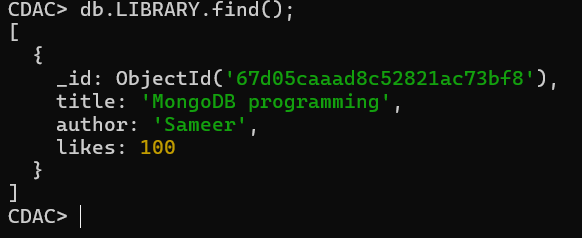 CDAC> db.LIBRARY.find();
[
  {
    _id: ObjectId('67d05caaad8c52821ac73bf8'),
    title: 'MongoDB programming',
    author: 'Sameer',
    likes: 100
  }
]
CDAC>